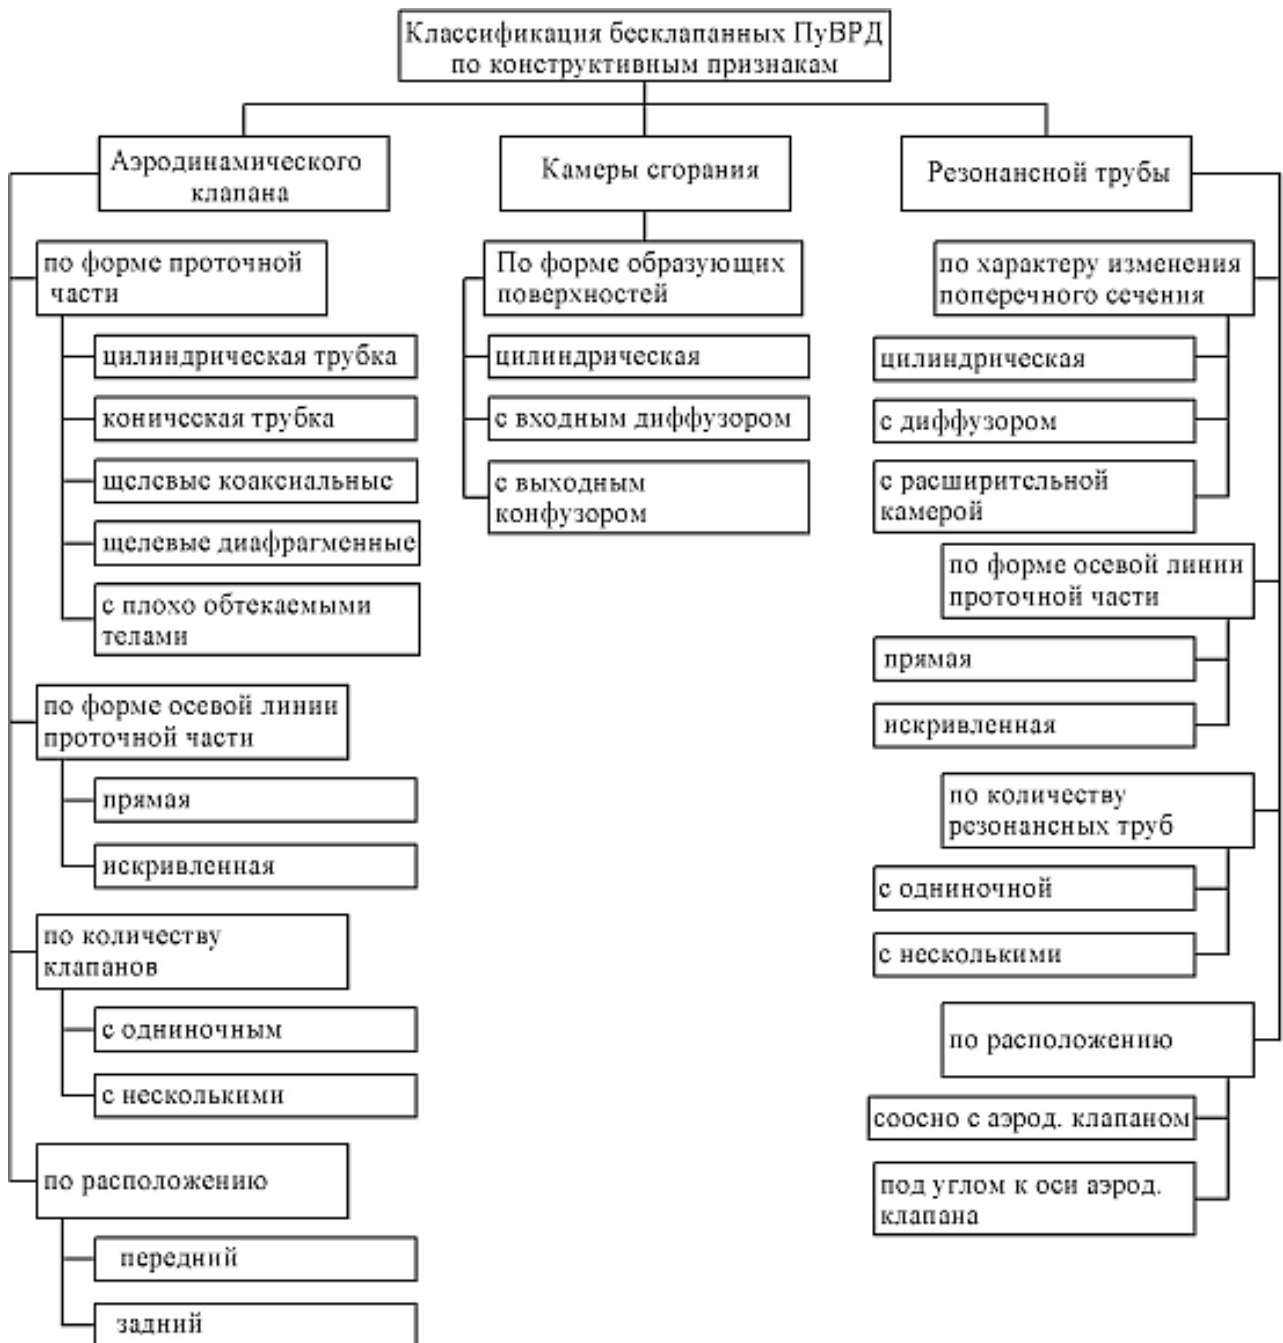 Классификация бесклапанных ПуВРД
по конструктивным признакам
Аэродинамического
клапана
по форме проточной
части
цилиндрическая трубка
коническая трубка
щелевые коаксиальные
щелевые диафрагменные
с плохо обтекаемыми
телами
по форме осевой линии
проточной части
прямая
искривленная
по количеству
клапанов
с одниночным
с несколькими
по расположению
передний
задний
Камеры сгорания
По форме образующих
поверхностей
цилиндрическая
с входным диффузором
с выходным
конфузором
Резонансной трубы
по характеру изменения
поперечного сечения
цилиндрическая
с диффузором
с расширительной
камерой
по форме осевой линии
проточной части
прямая
искривленная
по количеству
резонансных труб
с одниночной
с несколькими
по расположению
соосно с аэрод. клапаном
под углом к оси аэрод.
клапана